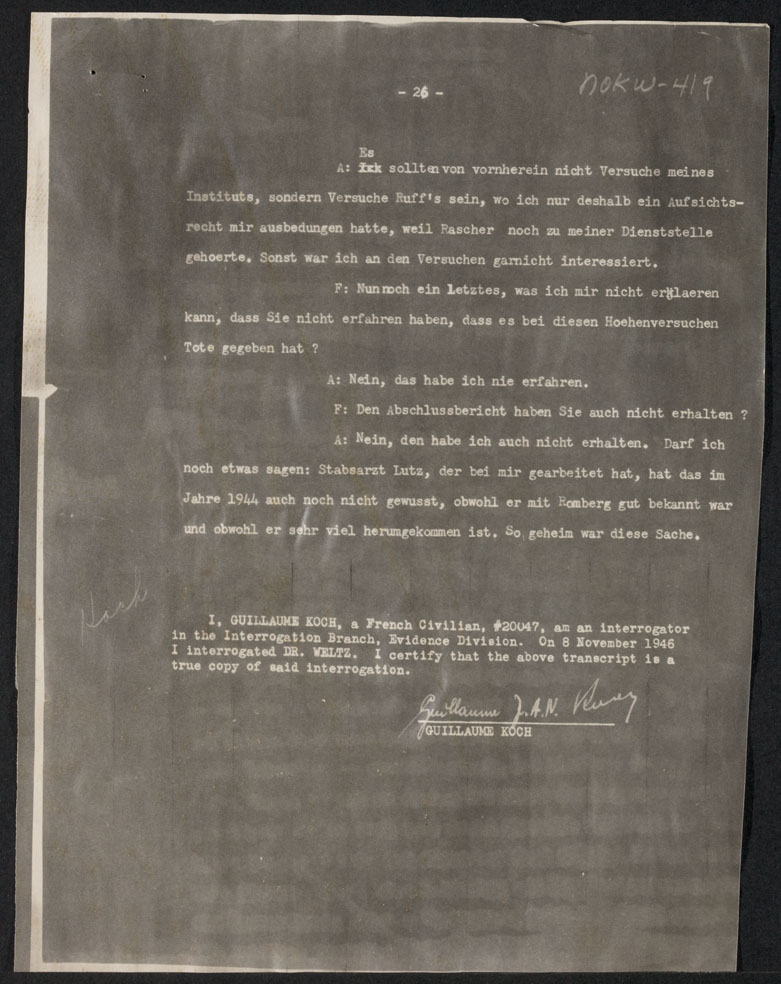 - 26 -
NOKW-419
Es
A: sollten von vornherein nicht Versuche meines
Instituts, sondern Versuche Ruff's sein, wo ich nur deshalb ein Aufsichts-
recht mir ausbedungen hatte, weil Rascher noch zu meiner Dienststelle
gehoerte. Sonst war ich an den Versuchen garnicht interessiert.
F: Nun noch ein letztes, was ich mir nicht erklaeren
kann, dass Sie nicht erfahren haben, dass es bei diesen Hoehenversuchen
Tote gegeben hat ?
A: Nein, das habe ich nie erfahren.
F: Den Abschlussbericht haben Sie auch nicht erhalten ?
A: Nein, den habe ich auch nicht erhalten. Darf ich
noch etwas sagen: Stabsarzt Lutz, der bei mir gearbeitet hat, hat das im
Jahre 1944 auch noch nicht gewusst, obwohl er mit Romberg gut bekannt war
und obwohl er sehr viel herumgekommen ist. So geheim war diese Sache.
Koch
I, GUILLAUME KOCH, a French Civilian, #20047, am an interrogator
in the Interrogation Branch, Evidence Division. On 8 November 1946
I interrogated DR. WELTZ. I certify that the above transcript is a
true copy of said interrogation.
Guillaume J.A.N.
GUILLAUME KOCH